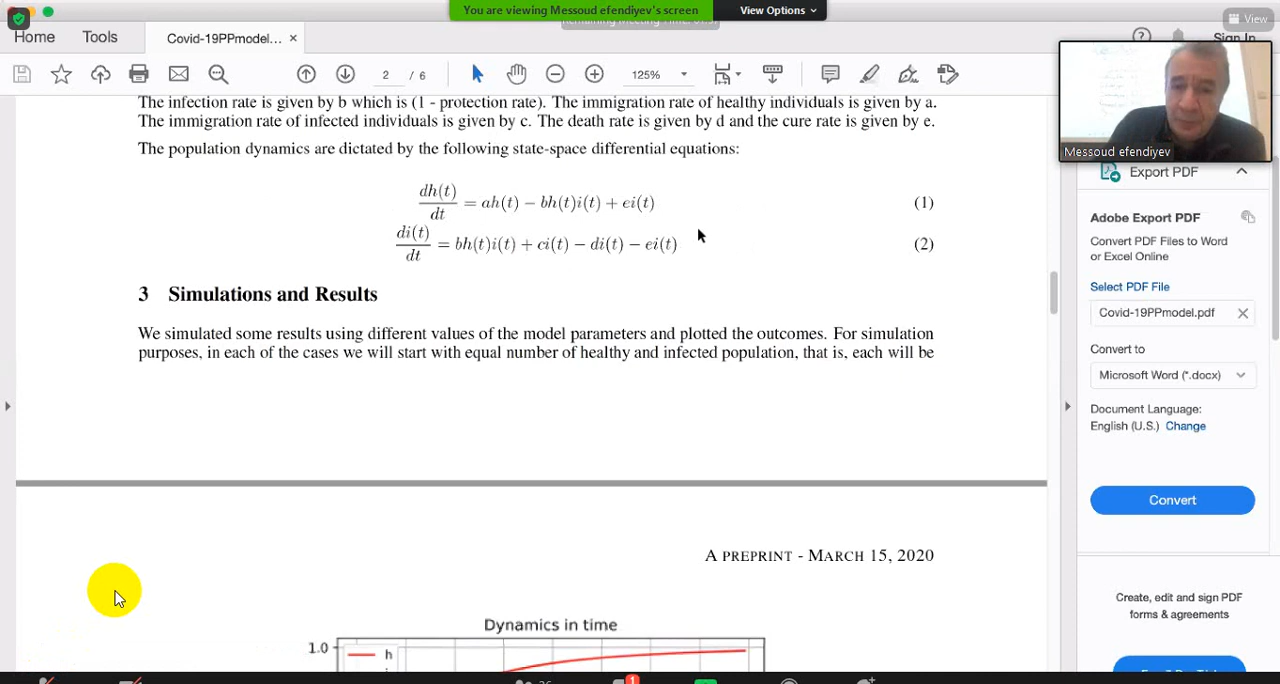 You are viewing Messoud efendiyev's screen
View Options
View
Home
Tools
Covid-19PPmodel... ×
Sign In
2 / 6
125%
Messoud efendiyev
The infection rate is given by b which is (1 - protection rate). The immigration rate of healthy individuals is given by a.
The immigration rate of infected individuals is given by c. The death rate is given by d and the cure rate is given by e.
The population dynamics are dictated by the following state-space differential equations:
dh(t)/dt = ah(t) − bh(t)i(t) + ei(t) (1)
di(t)/dt = bh(t)i(t) + ci(t) − di(t) − ei(t) (2)
3 Simulations and Results
We simulated some results using different values of the model parameters and plotted the outcomes. For simulation
purposes, in each of the cases we will start with equal number of healthy and infected population, that is, each will be
A PREPRINT - MARCH 15, 2020
Dynamics in time
1.0
h
Export PDF
Adobe Export PDF
Convert PDF Files to Word
or Excel Online
Select PDF File
Covid-19PPmodel.pdf
Convert to
Microsoft Word (*.docx)
Document Language:
English (U.S.) Change
Convert
Create, edit and sign PDF
forms & agreements
1